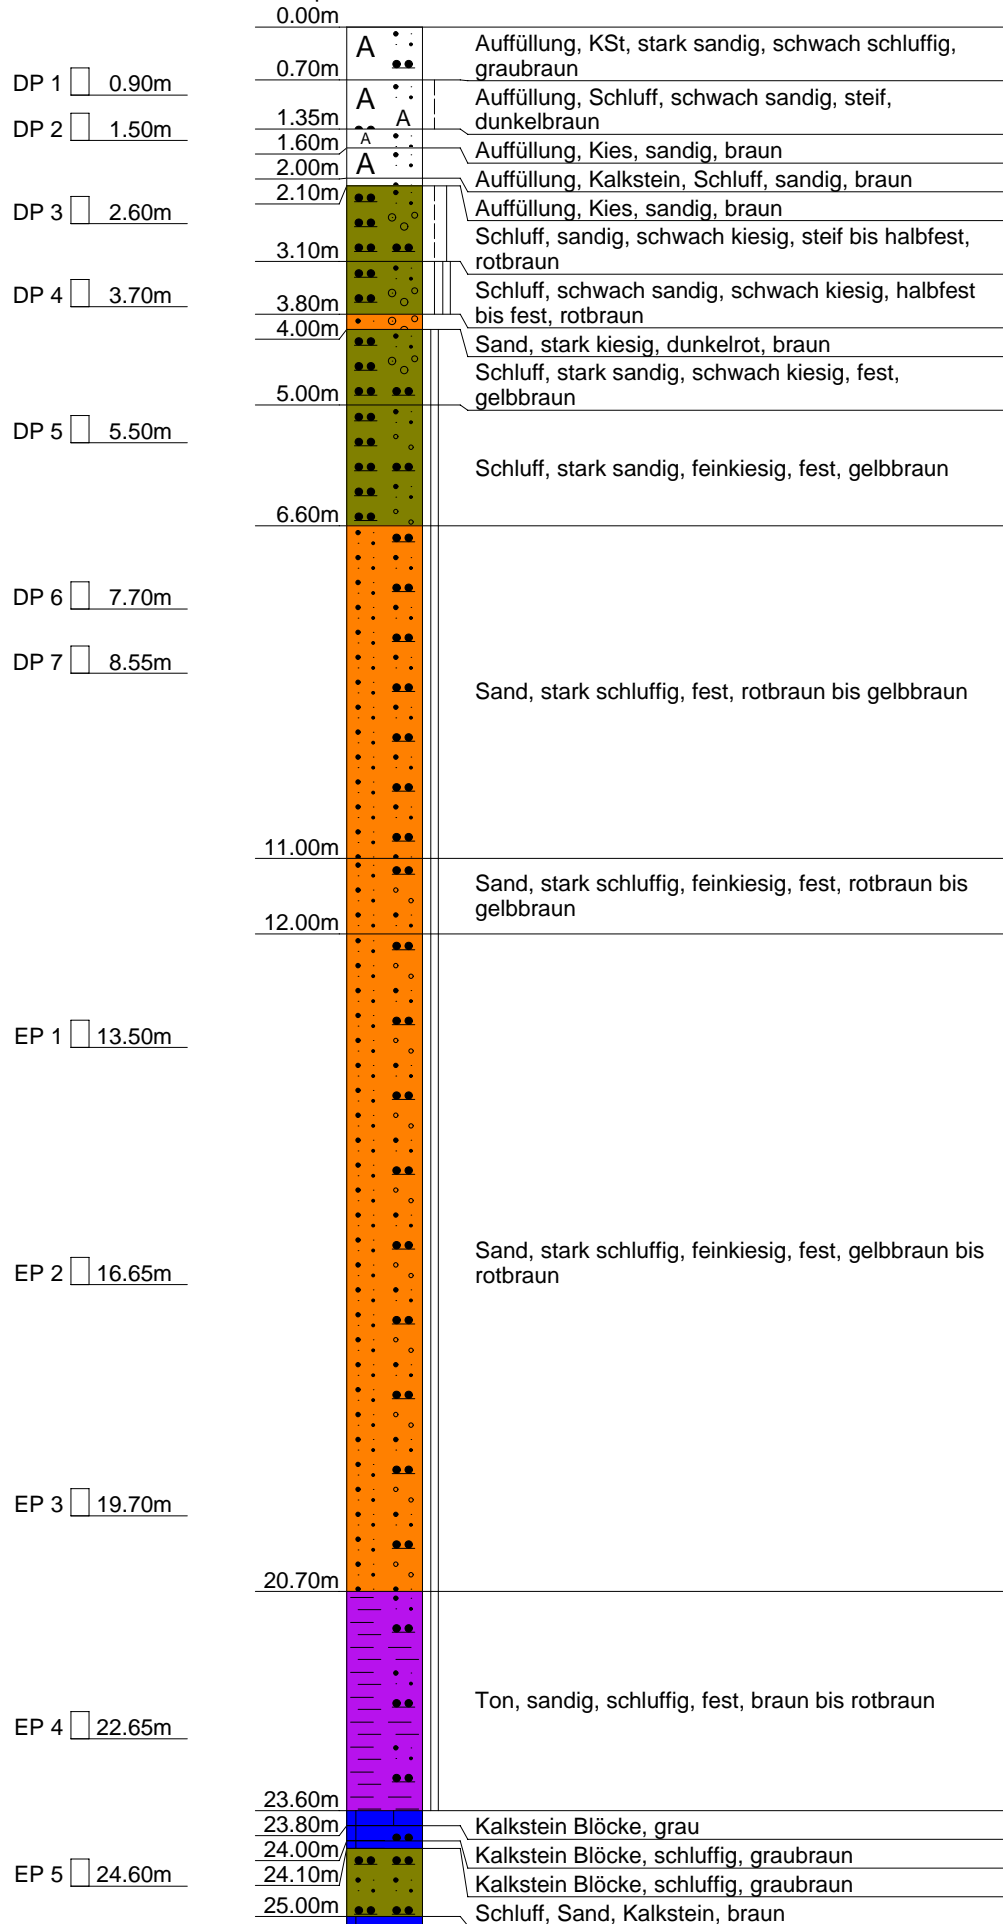 0.00m
A
Auffüllung, KSt, stark sandig, schwach schluffig,
graubraun
0.70m
DP 1 0.90m
A
Auffüllung, Schluff, schwach sandig, steif,
dunkelbraun
A
1.35m
DP 2 1.50m
A
1.60m
Auffüllung, Kies, sandig, braun
A
2.00m
Auffüllung, Kalkstein, Schluff, sandig, braun
2.10m
Auffüllung, Kies, sandig, braun
DP 3 2.60m
Schluff, sandig, schwach kiesig, steif bis halbfest,
rotbraun
3.10m
DP 4 3.70m
Schluff, schwach sandig, schwach kiesig, halbfest
bis fest, rotbraun
3.80m
4.00m
Sand, stark kiesig, dunkelrot, braun
Schluff, stark sandig, schwach kiesig, fest,
gelbbraun
5.00m
DP 5 5.50m
Schluff, stark sandig, feinkiesig, fest, gelbbraun
6.60m
DP 6 7.70m
DP 7 8.55m
Sand, stark schluffig, fest, rotbraun bis gelbbraun
11.00m
Sand, stark schluffig, feinkiesig, fest, rotbraun bis
gelbbraun
12.00m
EP 1 13.50m
Sand, stark schluffig, feinkiesig, fest, gelbbraun bis
rotbraun
EP 2 16.65m
EP 3 19.70m
20.70m
Ton, sandig, schluffig, fest, braun bis rotbraun
EP 4 22.65m
23.60m
23.80m
Kalkstein Blöcke, grau
24.00m
Kalkstein Blöcke, schluffig, graubraun
24.10m
EP 5 24.60m
Kalkstein Blöcke, schluffig, graubraun
25.00m
Schluff, Sand, Kalkstein, braun